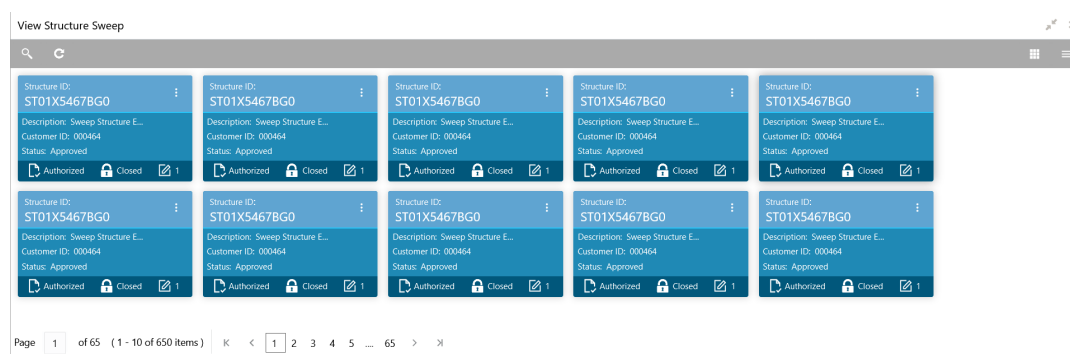 View Structure Sweep
Structure ID: Structure ID: Structure ID: Structure ID: Structure ID:
ST01X5467BG0 ST01X5467BG0 ST01X5467BG0 ST01X5467BG0 ST01X5467BG0
Description: Sweep Structure E... Description: Sweep Structure E... Description: Sweep Structure E... Description: Sweep Structure E... Description: Sweep Structure E...
Customer ID: 000464 Customer ID: 000464 Customer ID: 000464 Customer ID: 000464 Customer ID: 000464
Status: Approved Status: Approved Status: Approved Status: Approved Status: Approved
Authorized Closed 1 Authorized Closed 1 Authorized Closed 1 Authorized Closed 1 Authorized Closed 1
Structure ID: Structure ID: Structure ID: Structure ID: Structure ID:
ST01X5467BG0 ST01X5467BG0 ST01X5467BG0 ST01X5467BG0 ST01X5467BG0
Description: Sweep Structure E... Description: Sweep Structure E... Description: Sweep Structure E... Description: Sweep Structure E... Description: Sweep Structure E...
Customer ID: 000464 Customer ID: 000464 Customer ID: 000464 Customer ID: 000464 Customer ID: 000464
Status: Approved Status: Approved Status: Approved Status: Approved Status: Approved
Authorized Closed 1 Authorized Closed 1 Authorized Closed 1 Authorized Closed 1 Authorized Closed 1
Page 1 of 65 ( 1 - 10 of 650 items ) 1 2 3 4 5 .... 65